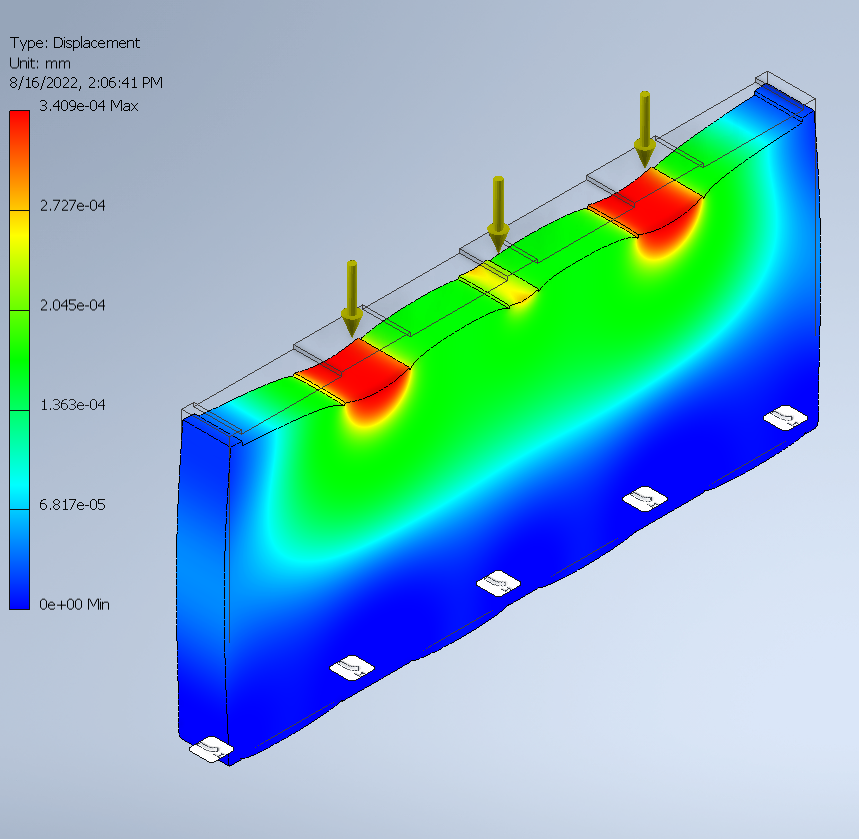 Type: Displacement
Unit: mm
8/16/2022, 2:06:41 PM
3.409e-04 Max
2.727e-04
2.045e-04
1.363e-04
6.817e-05
0e+00 Min